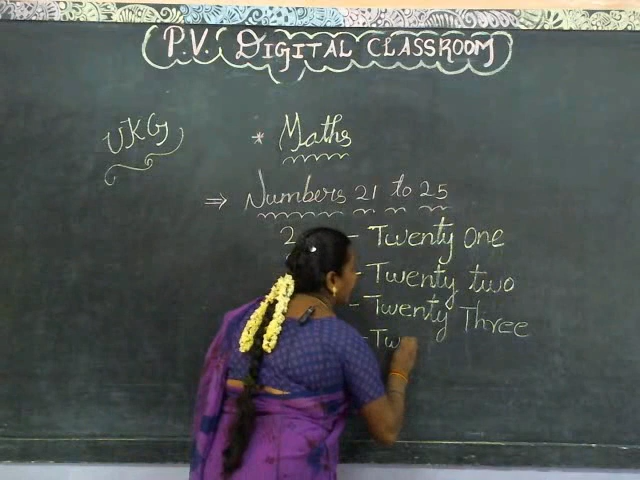 P.V. DIGITAL CLASSROOM
UKG
* Maths
⇒ Numbers 21 to 25
2 - Twenty One
- Twenty two
- Twenty Three
- Tw